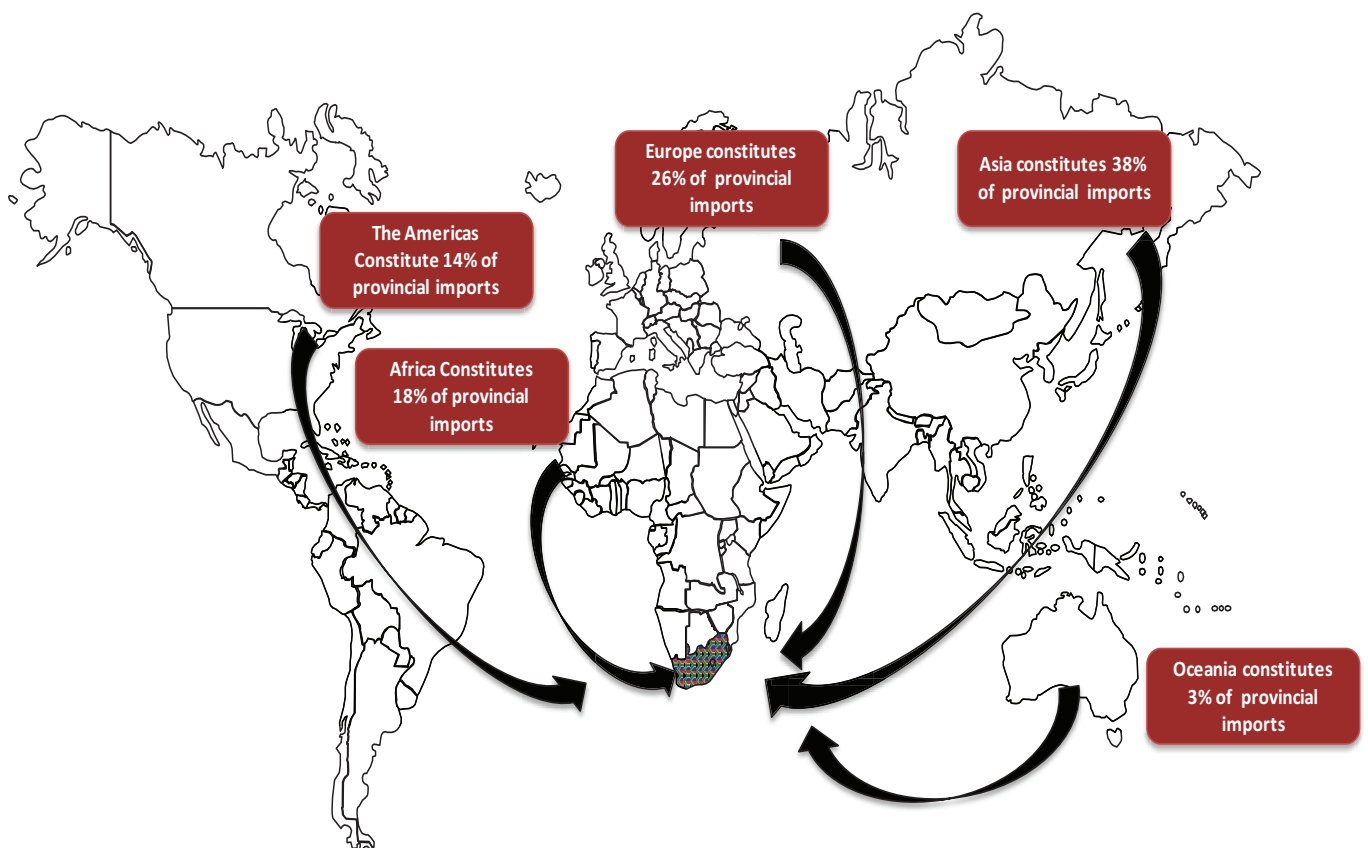 Europe constitutes
26% of provincial
imports
Asia constitutes 38%
of provincial imports
The Americas
Constitute 14% of
provincial imports
Africa Constitutes
18% of provincial
imports
Oceania constitutes
3% of provincial
imports